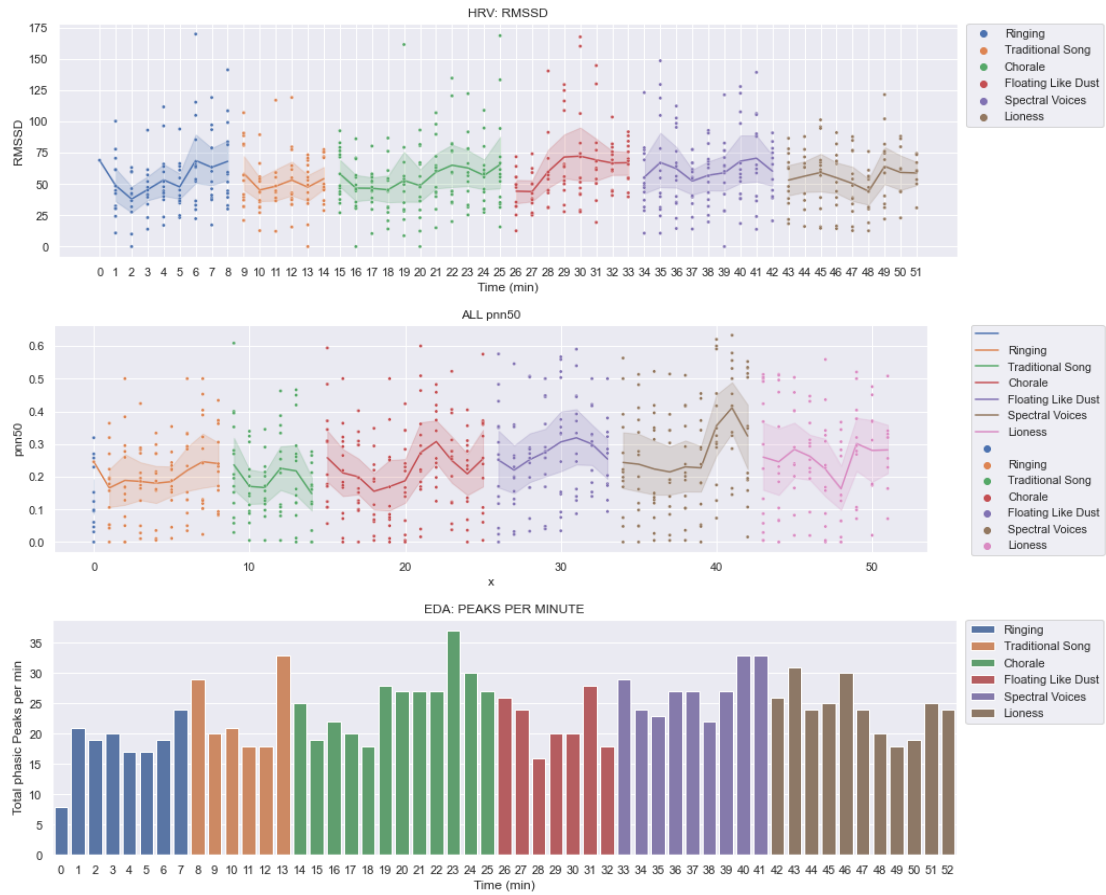 HRV: RMSSD
175
150
125
100
75
50
25
0
RMSSD
0 1 2 3 4 5 6 7 8 9 10 11 12 13 14 15 16 17 18 19 20 21 22 23 24 25 26 27 28 29 30 31 32 33 34 35 36 37 38 39 40 41 42 43 44 45 46 47 48 49 50 51
Time (min)
Ringing
Traditional Song
Chorale
Floating Like Dust
Spectral Voices
Lioness
ALL pnn50
0.6
0.5
0.4
0.3
0.2
0.1
0.0
pnn50
0 10 20 30 40 50
x
Ringing
Traditional Song
Chorale
Floating Like Dust
Spectral Voices
Lioness
Ringing
Traditional Song
Chorale
Floating Like Dust
Spectral Voices
Lioness
EDA: PEAKS PER MINUTE
35
30
25
20
15
10
5
0
Total phasic Peaks per min
0 1 2 3 4 5 6 7 8 9 10 11 12 13 14 15 16 17 18 19 20 21 22 23 24 25 26 27 28 29 30 31 32 33 34 35 36 37 38 39 40 41 42 43 44 45 46 47 48 49 50 51 52
Time (min)
Ringing
Traditional Song
Chorale
Floating Like Dust
Spectral Voices
Lioness